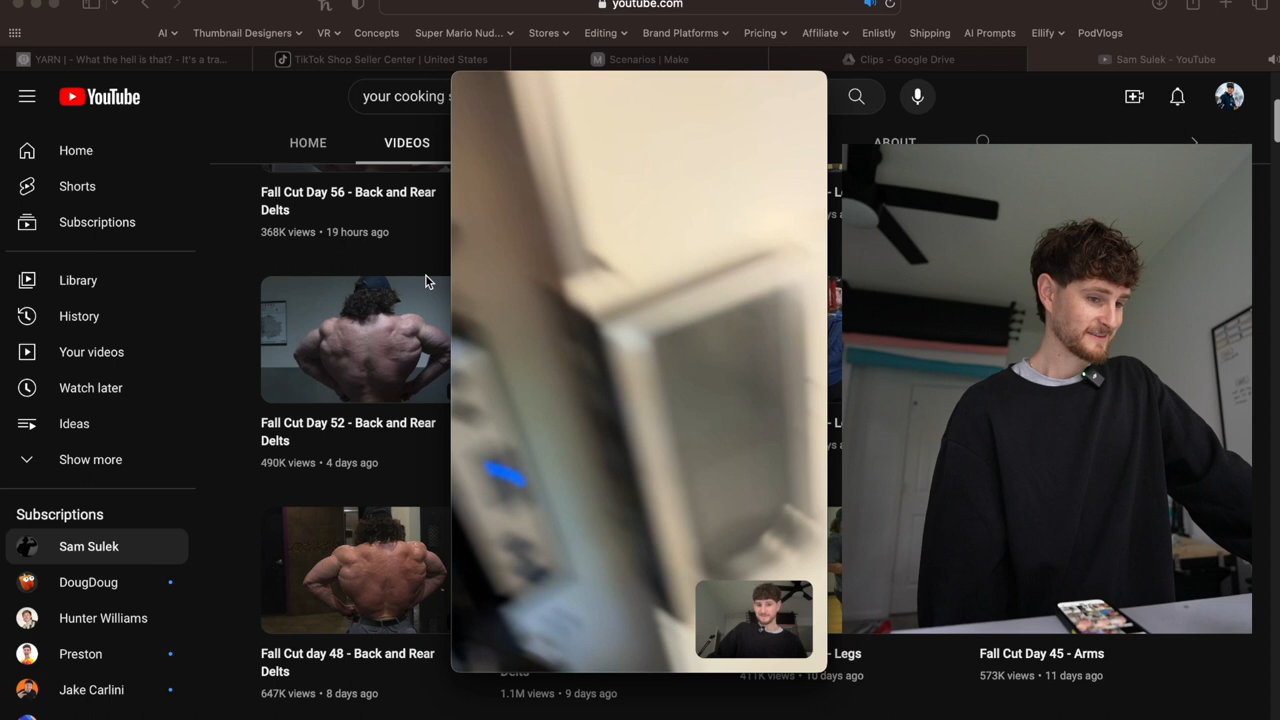 youtube.com
AI
Thumbnail Designers
VR
Concepts
Super Mario Nud...
Stores
Editing
Brand Platforms
Pricing
Affiliate
Enlistly
Shipping
AI Prompts
Ellify
PodVlogs
YARN | - What the hell is that? - It's a tra...
TikTok Shop Seller Center | United States
Scenarios | Make
Clips - Google Drive
Sam Sulek - YouTube
YouTube
your cooking
HOME
VIDEOS
ABOUT
Home
Shorts
Subscriptions
Library
History
Your videos
Watch later
Ideas
Show more
Subscriptions
Sam Sulek
DougDoug
Hunter Williams
Preston
Jake Carlini
Fall Cut Day 56 - Back and Rear
Delts
368K views • 19 hours ago
Fall Cut Day 52 - Back and Rear
Delts
490K views • 4 days ago
Fall Cut day 48 - Back and Rear
Delts
647K views • 8 days ago
Delts
1.1M views • 9 days ago
- Legs
411K views • 10 days ago
Fall Cut Day 45 - Arms
573K views • 11 days ago